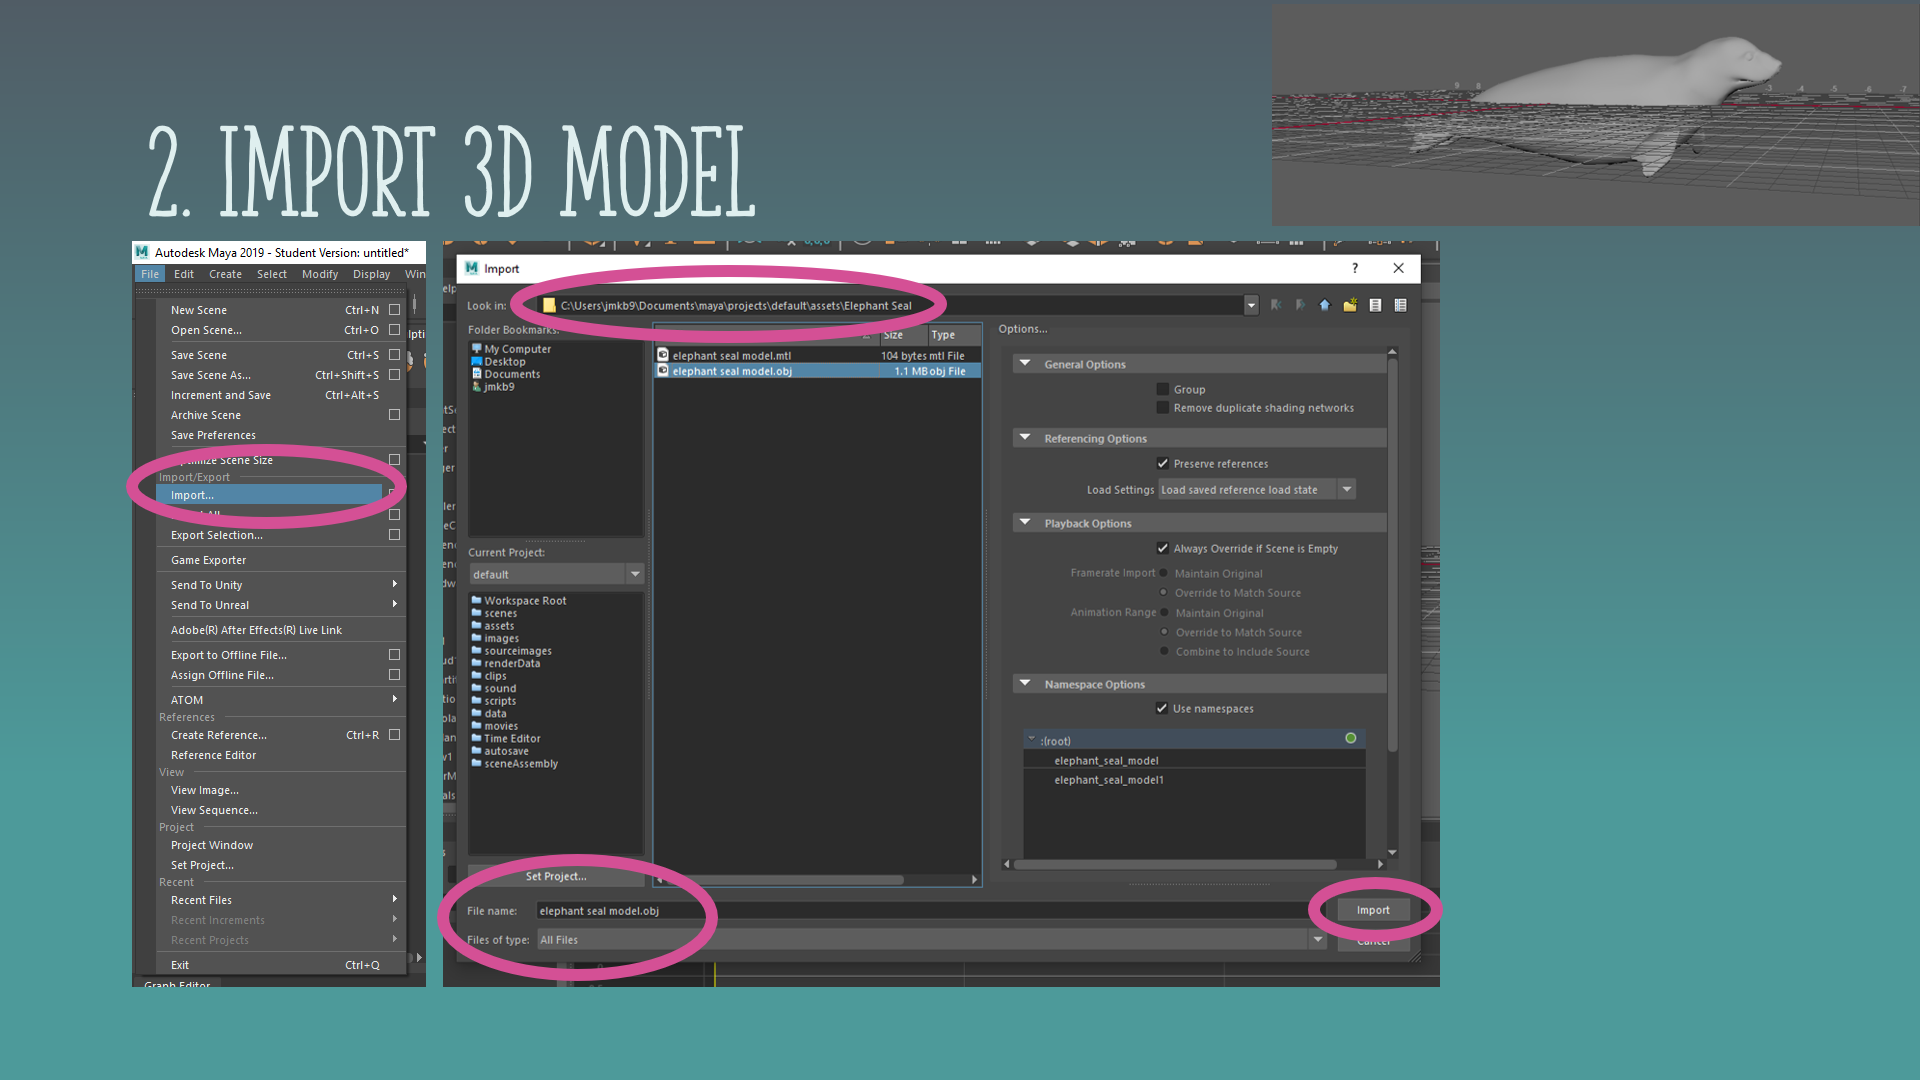 2. IMPORT 3D MODEL
Autodesk Maya 2019 - Student Version: untitled*
File Edit Create Select Modify Display Win
New Scene Ctrl+N
Open Scene... Ctrl+O
Save Scene Ctrl+S
Save Scene As... Ctrl+Shift+S
Increment and Save Ctrl+Alt+S
Archive Scene
Save Preferences
Optimize Scene Size
Import/Export
Import...
Export Selection...
Game Exporter
Send To Unity
Send To Unreal
Adobe(R) After Effects(R) Live Link
Export to Offline File...
Assign Offline File...
ATOM
References
Create Reference... Ctrl+R
Reference Editor
View
View Image...
View Sequence...
Project
Project Window
Set Project...
Recent
Recent Files
Recent Increments
Recent Projects
Exit Ctrl+Q
Graph Editor
Import
Look in: C:\Users\jmkb9\Documents\maya\projects\default\assets\Elephant Seal
Folder Bookmarks:
My Computer
Desktop
Documents
jmkb9
Current Project:
default
Workspace Root
scenes
assets
images
sourceimages
renderData
clips
sound
scripts
data
movies
Time Editor
autosave
sceneAssembly
Set Project...
Size Type
elephant seal model.mtl 104 bytes mtl File
elephant seal model.obj 1.1 MB obj File
Options...
General Options
Group
Remove duplicate shading networks
Referencing Options
Preserve references
Load Settings Load saved reference load state
Playback Options
Always Override if Scene is Empty
Framerate Import Maintain Original
Override to Match Source
Animation Range Maintain Original
Override to Match Source
Combine to Include Source
Namespace Options
Use namespaces
:(root)
elephant_seal_model
elephant_seal_model1
File name: elephant seal model.obj
Import
Files of type: All Files
Cancel